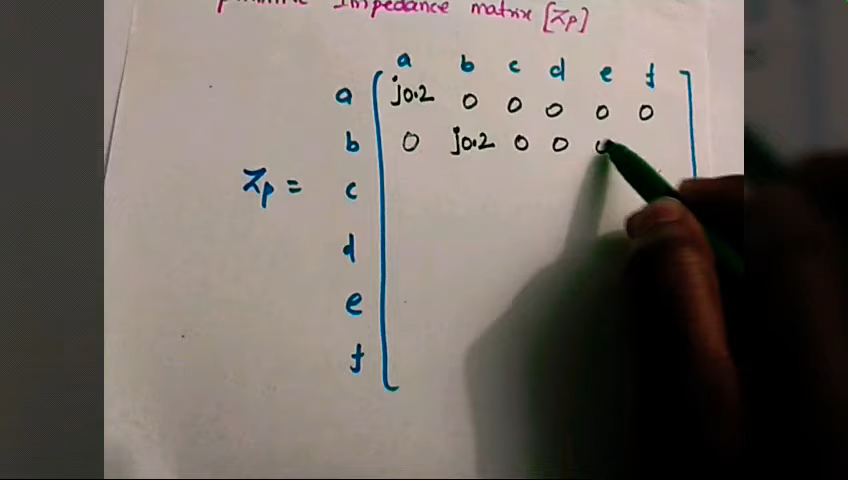 Impedance matrix [Zp]
a b c d e f
a j0.2 0 0 0 0 0
b 0 j0.2 0 0
Zp = c
d
e
f